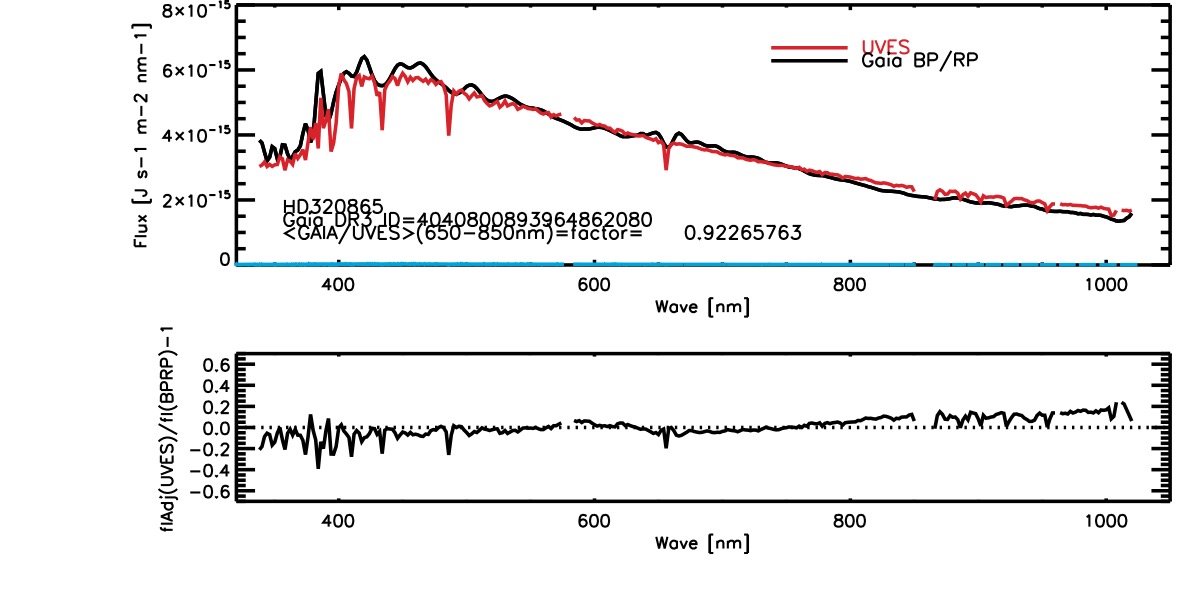 8×10−15
6×10−15
4×10−15
2×10−15
0
Flux [J s−1 m−2 nm−1]
UVES
Gaia BP/RP
HD320865
Gaia DR3 ID=4040800893964862080
<GAIA/UVES>(650−850nm)=factor= 0.92265763
400 600 800 1000
Wave [nm]
flAdj(UVES)/fl(BPRP)−1
0.6
0.4
0.2
0.0
−0.2
−0.4
−0.6
400 600 800 1000
Wave [nm]